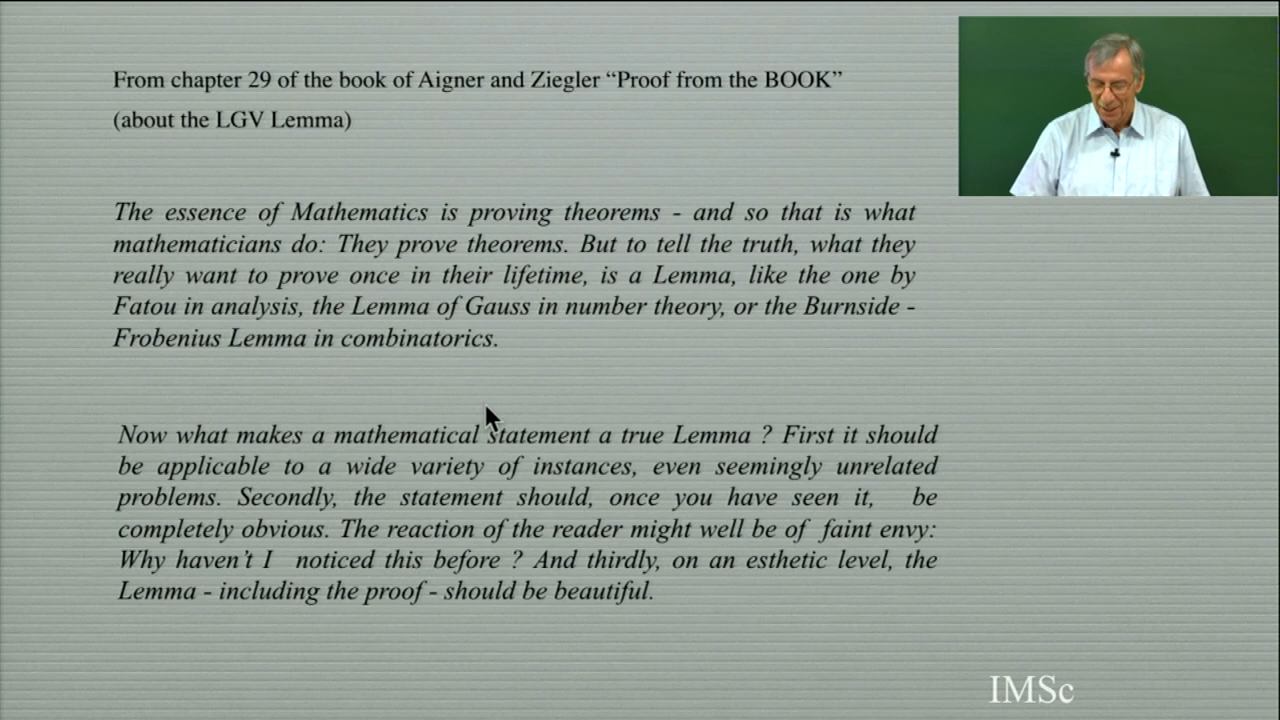 From chapter 29 of the book of Aigner and Ziegler “Proof from the BOOK”
(about the LGV Lemma)
The essence of Mathematics is proving theorems - and so that is what
mathematicians do: They prove theorems. But to tell the truth, what they
really want to prove once in their lifetime, is a Lemma, like the one by
Fatou in analysis, the Lemma of Gauss in number theory, or the Burnside -
Frobenius Lemma in combinatorics.
Now what makes a mathematical statement a true Lemma ? First it should
be applicable to a wide variety of instances, even seemingly unrelated
problems. Secondly, the statement should, once you have seen it, be
completely obvious. The reaction of the reader might well be of faint envy:
Why haven’t I noticed this before ? And thirdly, on an esthetic level, the
Lemma - including the proof - should be beautiful.
IMSc